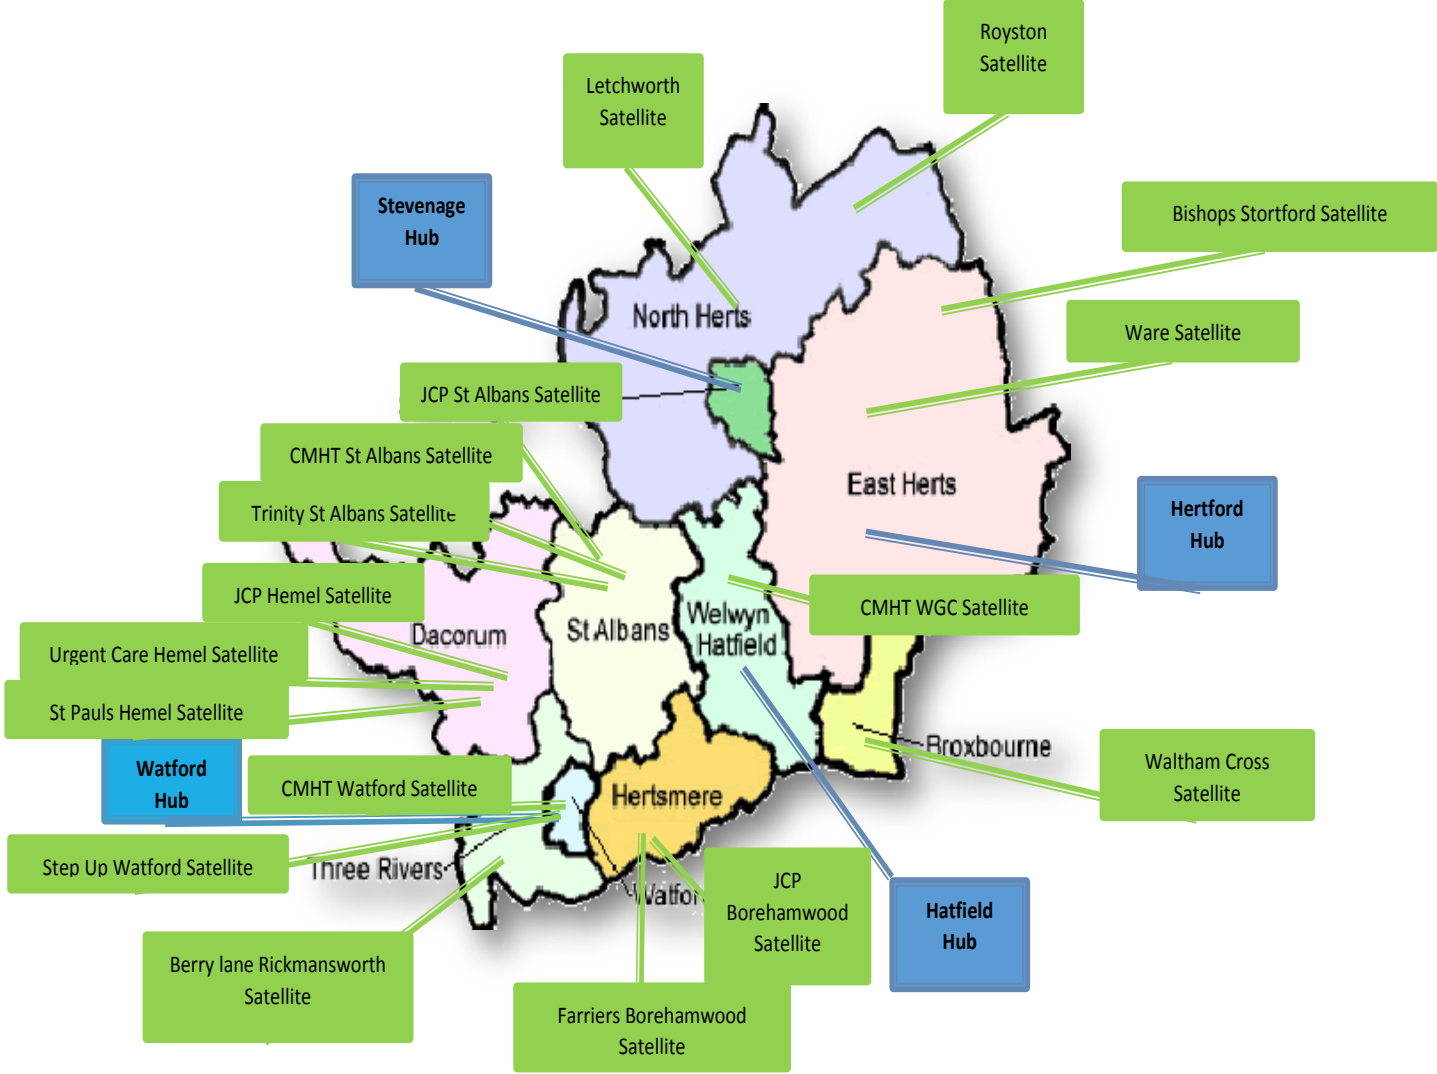 Royston
Satellite
Letchworth
Satellite
Stevenage
Hub
Bishops Stortford Satellite
North Herts
Ware Satellite
JCP St Albans Satellite
CMHT St Albans Satellite
East Herts
Trinity St Albans Satellite
Hertford
Hub
JCP Hemel Satellite
CMHT WGC Satellite
Dacorum
St Albans
Welwyn
Hatfield
Urgent Care Hemel Satellite
St Pauls Hemel Satellite
Broxbourne
Watford
Hub
CMHT Watford Satellite
Hertsmere
Waltham Cross
Satellite
Step Up Watford Satellite
Three Rivers
Watfor
JCP
Borehamwood
Satellite
Hatfield
Hub
Berry lane Rickmansworth
Satellite
Farriers Borehamwood
Satellite